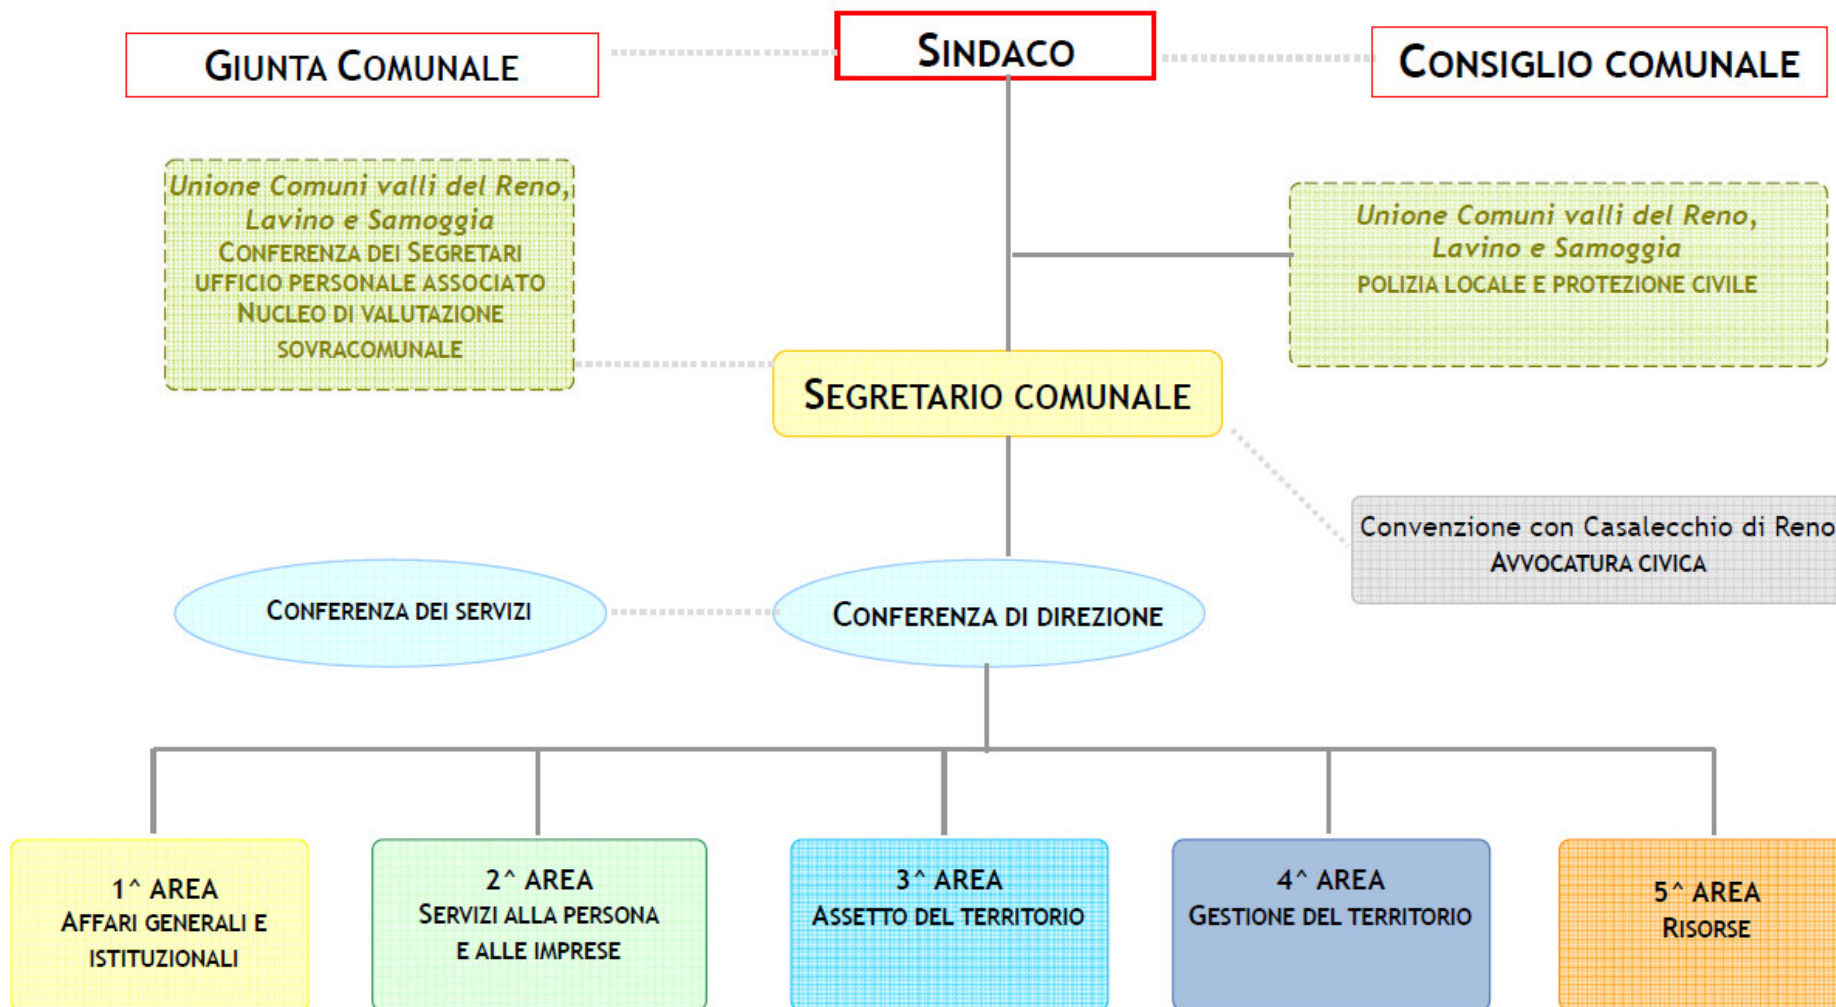 GIUNTA COMUNALE
SINDACO
CONSIGLIO COMUNALE
Unione Comuni valli del Reno,
Lavino e Samoggia
CONFERENZA DEI SEGRETARI
UFFICIO PERSONALE ASSOCIATO
NUCLEO DI VALUTAZIONE
SOVRACOMUNALE
Unione Comuni valli del Reno,
Lavino e Samoggia
POLIZIA LOCALE E PROTEZIONE CIVILE
SEGRETARIO COMUNALE
Convenzione con Casalecchio di Reno
AVVOCATURA CIVICA
CONFERENZA DEI SERVIZI
CONFERENZA DI DIREZIONE
1^ AREA
AFFARI GENERALI E
ISTITUZIONALI
2^ AREA
SERVIZI ALLA PERSONA
E ALLE IMPRESE
3^ AREA
ASSETTO DEL TERRITORIO
4^ AREA
GESTIONE DEL TERRITORIO
5^ AREA
RISORSE